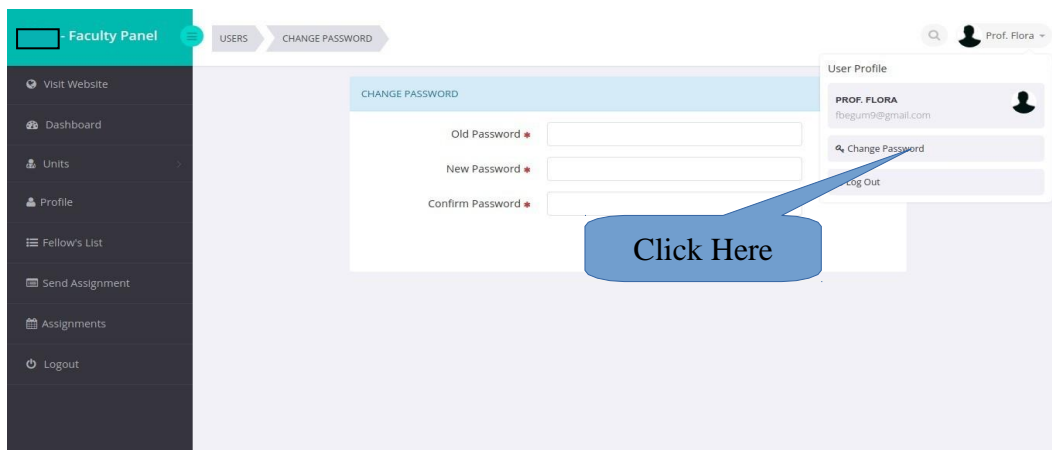 - Faculty Panel
USERS
CHANGE PASSWORD
Prof. Flora
Visit Website
Dashboard
Units
Profile
Fellow's List
Send Assignment
Assignments
Logout
CHANGE PASSWORD
Old Password *
New Password *
Confirm Password *
Click Here
User Profile
PROF. FLORA
fbegum9@gmail.com
Change Password
Log Out